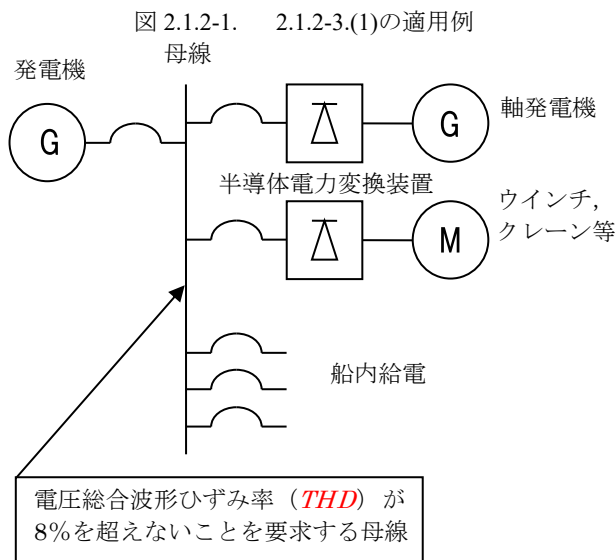 図 2.1.2-1. 2.1.2-3.(1)の適用例
母線
発電機
G
G
軸発電機
半導体電力変換装置
M
ウインチ,
クレーン等
船内給電
電圧総合波形ひずみ率（THD）が
8%を超えないことを要求する母線